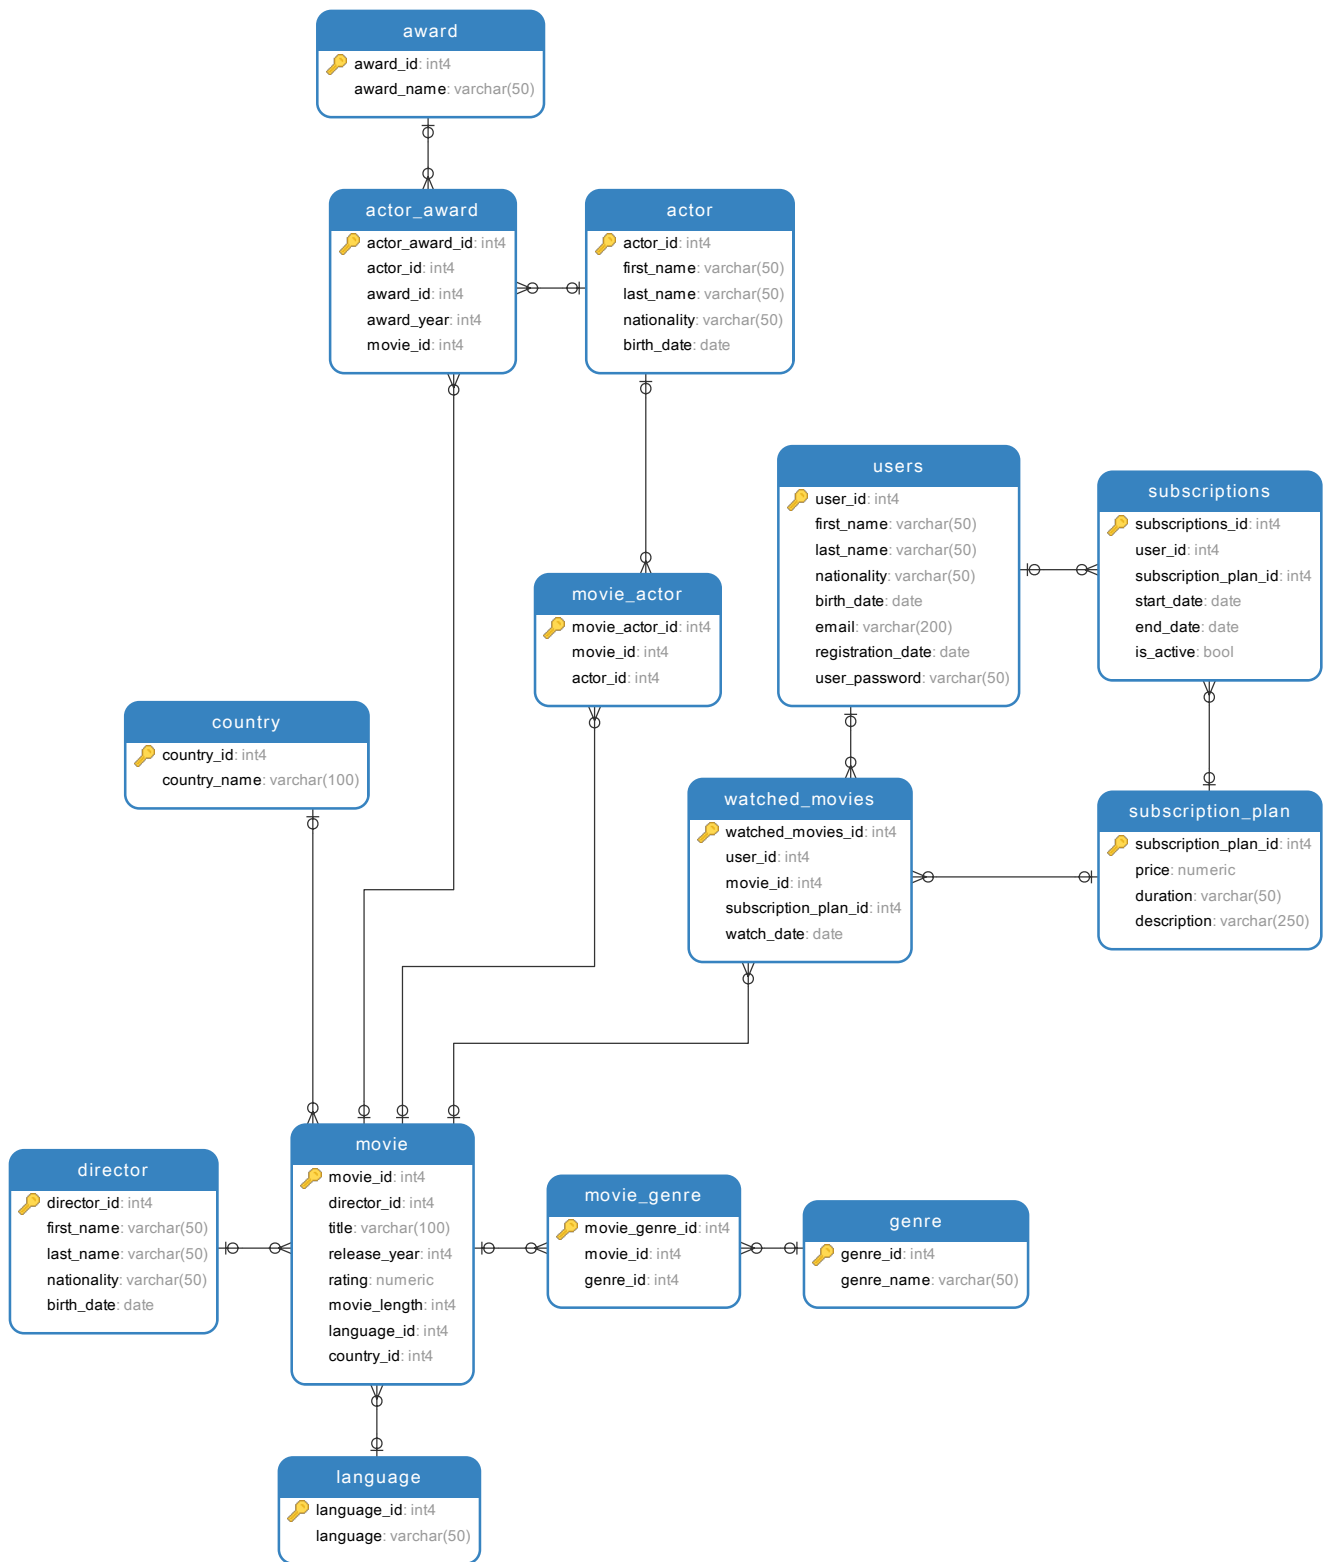 award
award_id: int4
award_name: varchar(50)
actor_award
actor_award_id: int4
actor_id: int4
award_id: int4
award_year: int4
movie_id: int4
actor
actor_id: int4
first_name: varchar(50)
last_name: varchar(50)
nationality: varchar(50)
birth_date: date
users
user_id: int4
first_name: varchar(50)
last_name: varchar(50)
nationality: varchar(50)
birth_date: date
email: varchar(200)
registration_date: date
user_password: varchar(50)
subscriptions
subscriptions_id: int4
user_id: int4
subscription_plan_id: int4
start_date: date
end_date: date
is_active: bool
movie_actor
movie_actor_id: int4
movie_id: int4
actor_id: int4
country
country_id: int4
country_name: varchar(100)
watched_movies
watched_movies_id: int4
user_id: int4
movie_id: int4
subscription_plan_id: int4
watch_date: date
subscription_plan
subscription_plan_id: int4
price: numeric
duration: varchar(50)
description: varchar(250)
director
director_id: int4
first_name: varchar(50)
last_name: varchar(50)
nationality: varchar(50)
birth_date: date
movie
movie_id: int4
director_id: int4
title: varchar(100)
release_year: int4
rating: numeric
movie_length: int4
language_id: int4
country_id: int4
movie_genre
movie_genre_id: int4
movie_id: int4
genre_id: int4
genre
genre_id: int4
genre_name: varchar(50)
language
language_id: int4
language: varchar(50)